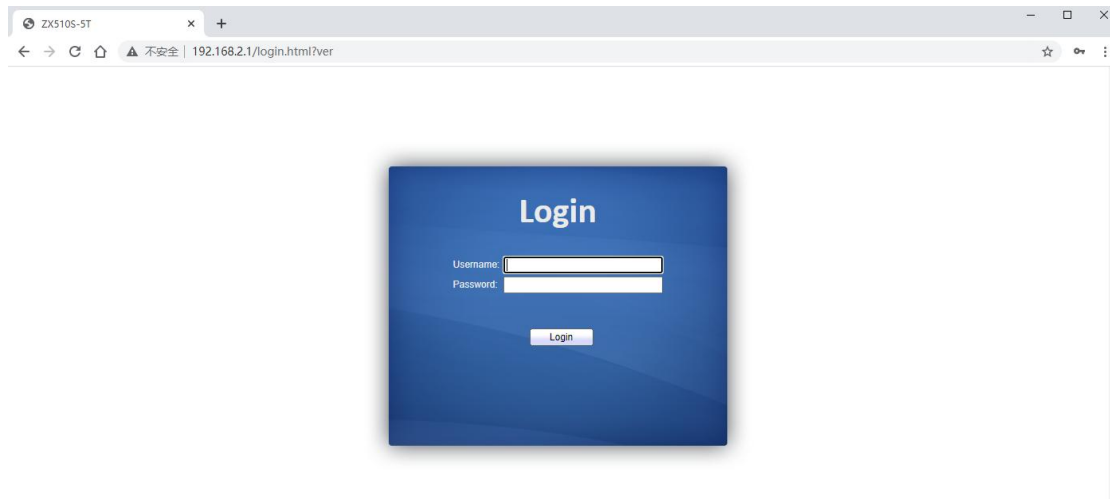 ZX510S-5T
不安全 | 192.168.2.1/login.html?ver
Login
Username:
Password:
Login